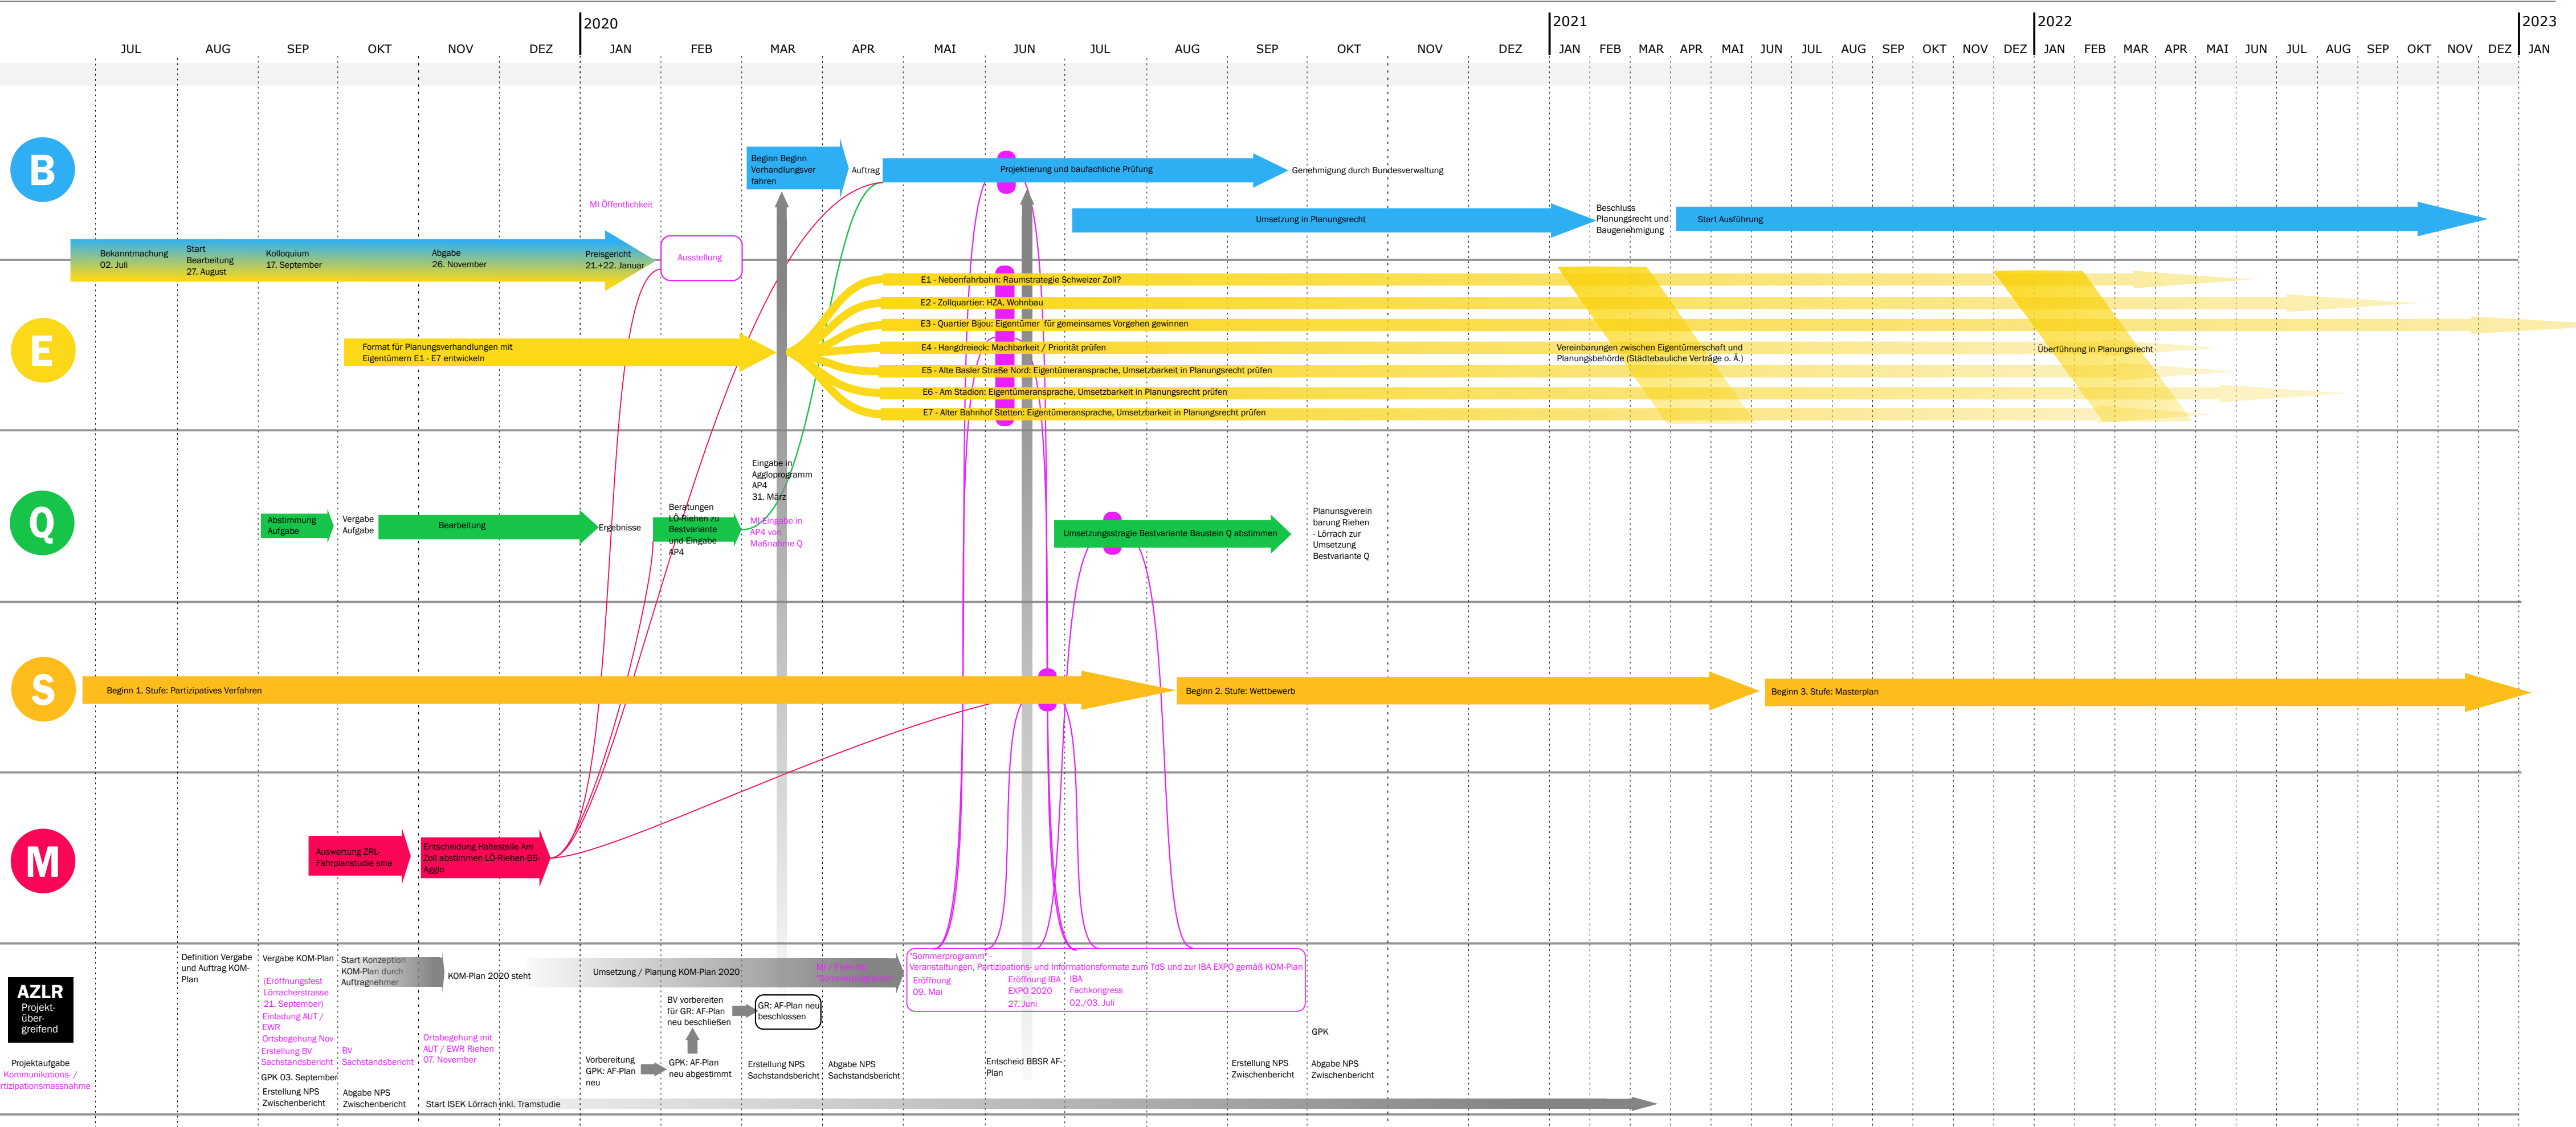 2020
2021
2022
2023
JUL AUG SEP OKT NOV DEZ JAN FEB MAR APR MAI JUN JUL AUG SEP OKT NOV DEZ JAN FEB MAR APR MAI JUN JUL AUG SEP OKT NOV DEZ JAN FEB MAR APR MAI JUN JUL AUG SEP OKT NOV DEZ JAN
B
Beginn Beginn
Verhandlungsver
fahren
Auftrag
Projektierung und baufachliche Prüfung
Genehmigung durch Bundesverwaltung
MI Öffentlichkeit
Umsetzung in Planungsrecht
Beschluss
Planungsrecht und
Baugenehmigung
Start Ausführung
Bekanntmachung
02. Juli
Start
Bearbeitung
27. August
Kolloquium
17. September
Abgabe
26. November
Preisgericht
21.+22. Januar
Ausstellung
E
Format für Planungsverhandlungen mit
Eigentümern E1 - E7 entwickeln
E1 - Nebenfahrbahn: Raumstrategie Schweizer Zoll?
E2 - Zollquartier: HZA, Wohnbau
E3 - Quartier Bijou: Eigentümer für gemeinsames Vorgehen gewinnen
E4 - Hangdreieck: Machbarkeit / Priorität prüfen
E5 - Alte Basler Straße Nord: Eigentümeransprache, Umsetzbarkeit in Planungsrecht prüfen
E6 - Am Stadion: Eigentümeransprache, Umsetzbarkeit in Planungsrecht prüfen
E7 - Alter Bahnhof Stetten: Eigentümeransprache, Umsetzbarkeit in Planungsrecht prüfen
Vereinbarungen zwischen Eigentümerschaft und
Planungsbehörde (Städtebauliche Verträge o. Ä.)
Überführung in Planungsrecht
Q
Abstimmung
Aufgabe
Vergabe
Aufgabe
Bearbeitung
Ergebnisse
Beratungen
LÖ-Riehen zu
Bestvariante
und Eingabe
AP4
Eingabe in
Aggloprogramm
AP4
31. März
MI Eingabe in
AP4 von
Maßnahme Q
Umsetzungsstragie Bestvariante Baustein Q abstimmen
Planungsverein
barung Riehen
- Lörrach zur
Umsetzung
Bestvariante Q
S
Beginn 1. Stufe: Partizipatives Verfahren
Beginn 2. Stufe: Wettbewerb
Beginn 3. Stufe: Masterplan
M
Auswertung ZRL-
Fahrplanstudie sma
Entscheidung Haltestelle Am
Zoll abstimmen LÖ-Riehen-BS-
Agglo
AZLR
Projekt-
über-
greifend
Projektaufgabe
Kommunikations- /
rtizipationsmassnahme
Definition Vergabe
und Auftrag KOM-
Plan
Vergabe KOM-Plan
(Eröffnungsfest
Lörracherstrasse
21. September)
Einladung AUT /
EWR
Ortsbegehung Nov
Erstellung BV
Sachstandsbericht
GPK 03. September
Erstellung NPS
Zwischenbericht
Start Konzeption
KOM-Plan durch
Auftragnehmer
BV
Sachstandsbericht
Abgabe NPS
Zwischenbericht
KOM-Plan 2020 steht
Ortsbegehung mit
AUT / EWR Riehen
07. November
Start ISEK Lörrach inkl. Tramstudie
Umsetzung / Planung KOM-Plan 2020
MI / Flyer etc
"Sommerprogramm"
Vorbereitung
GPK: AF-Plan
neu
BV vorbereiten
für GR: AF-Plan
neu beschließen
GPK: AF-Plan
neu abgestimmt
GR: AF-Plan neu
beschlossen
Erstellung NPS
Sachstandsbericht
Abgabe NPS
Sachstandsbericht
"Sommerprogramm"
Veranstaltungen, Partizipations- und Informationsformate zum TdS und zur IBA EXPO gemäß KOM-Plan
Eröffnung
09. Mai
Eröffnung IBA
EXPO 2020
27. Juni
IBA
Fachkongress
02./03. Juli
Entscheid BBSR AF-
Plan
Erstellung NPS
Zwischenbericht
GPK
Abgabe NPS
Zwischenbericht